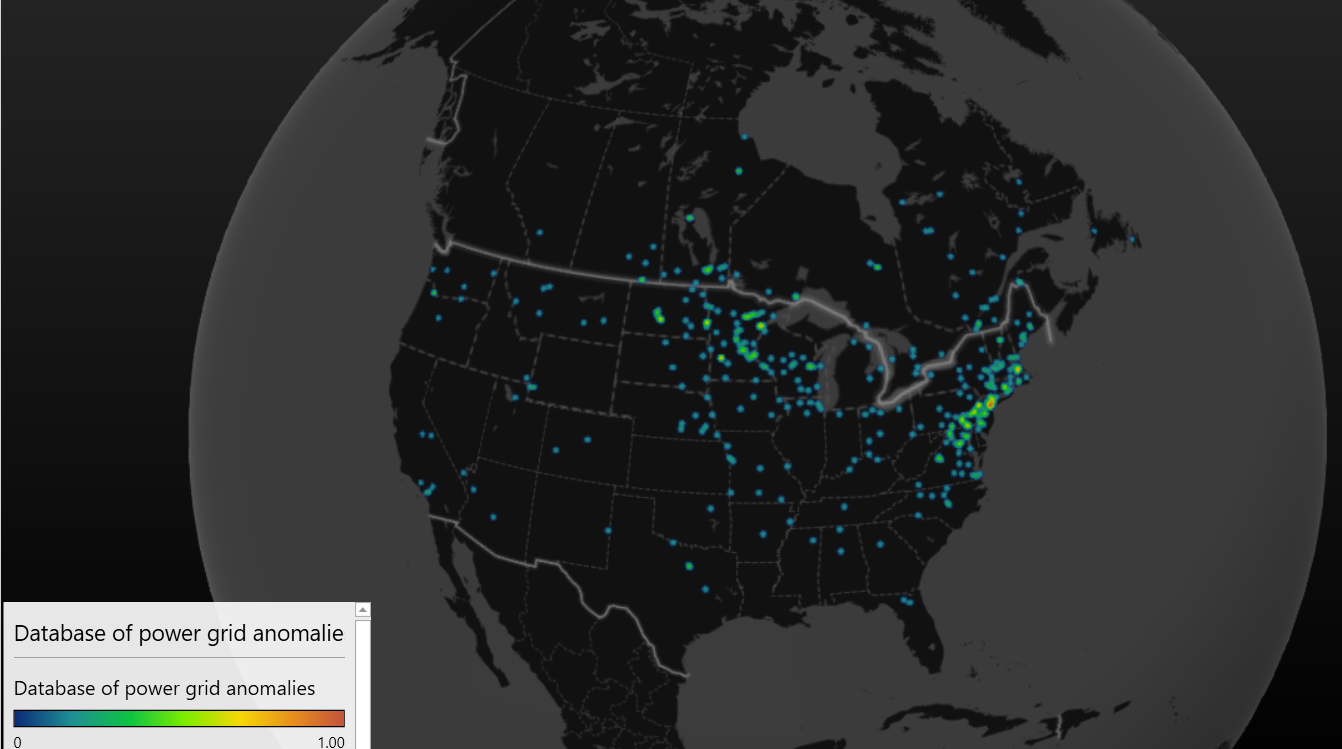 Database of power grid anomalie
Database of power grid anomalies
0 1.00